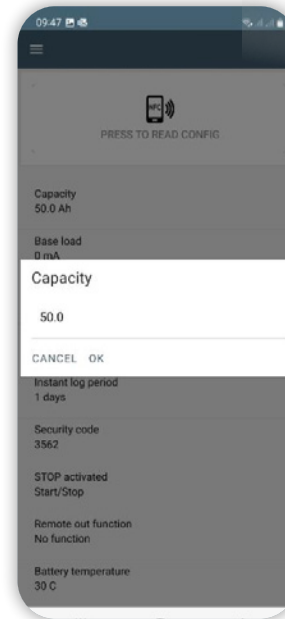 09:47
NFC
PRESS TO READ CONFIG
Capacity
50.0 Ah
Base load
0 mA
Capacity
50.0
CANCEL OK
Instant log period
1 days
Security code
3562
STOP activated
Start/Stop
Remote out function
No function
Battery temperature
30 C